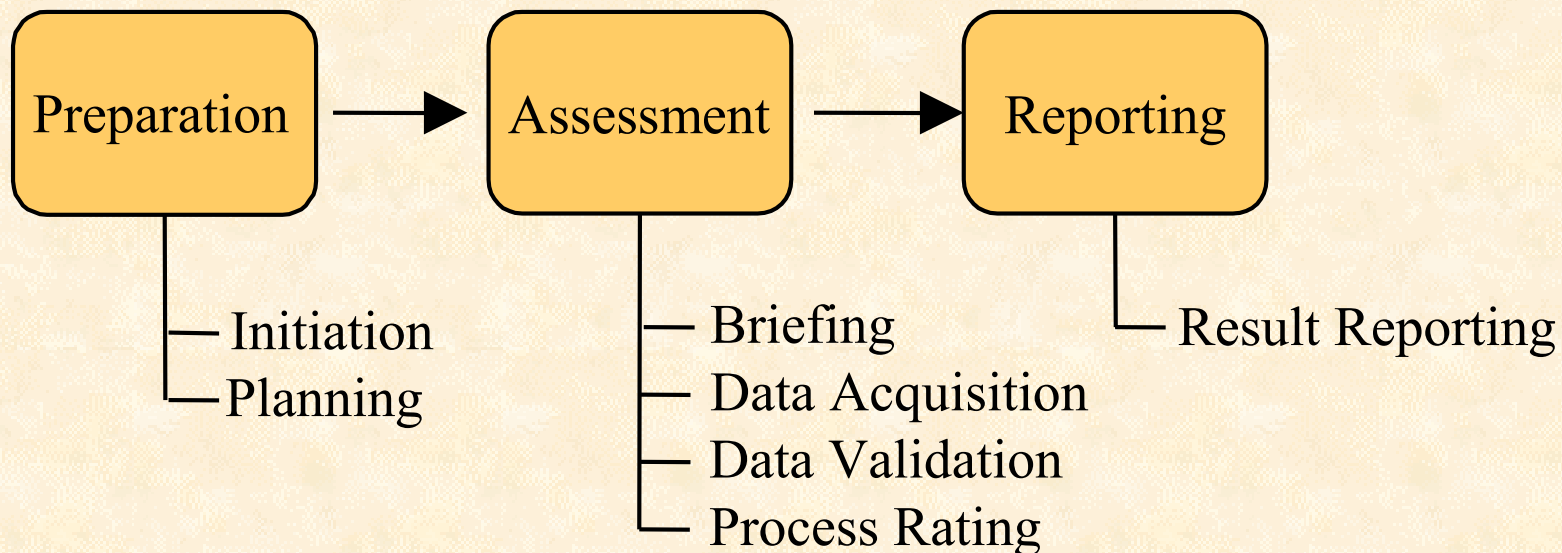 Preparation
Assessment
Reporting
Initiation
Planning
Briefing
Data Acquisition
Data Validation
Process Rating
Result Reporting